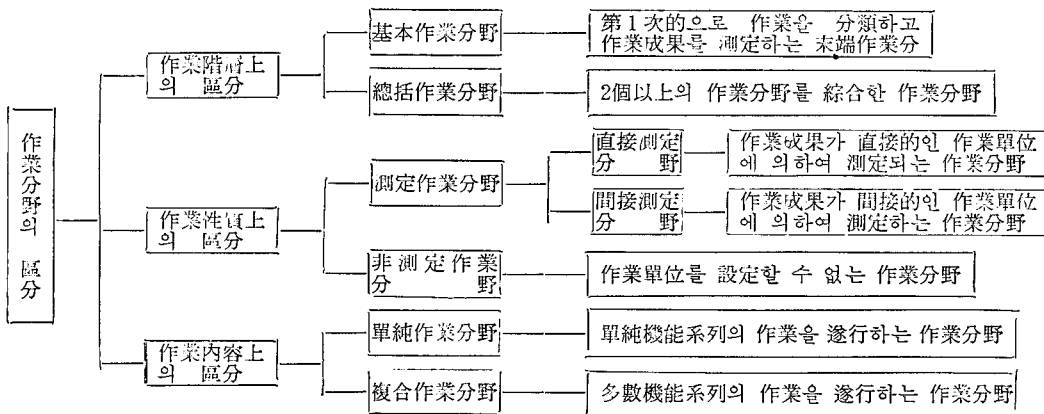 作業分野의 區分
作業階層上
의 區分
基本作業分野
第1次的으로 作業을 分類하고
作業成果를 測定하는 末端作業分
總括作業分野
2個以上의 作業分野를 綜合한 作業分野
作業性質上
의 區分
測定作業分野
直接測定
分 野
作業成果가 直接的인 作業單位
에 의하여 測定되는 作業分野
間接測定
分 野
作業成果가 間接的인 作業單位
에 의하여 測定하는 作業分野
非測定作業
分 野
作業單位를 設定할 수 없는 作業分野
作業內容上
의 區分
單純作業分野
單純機能系列의 作業을 遂行하는 作業分野
複合作業分野
多數機能系列의 作業을 遂行하는 作業分野